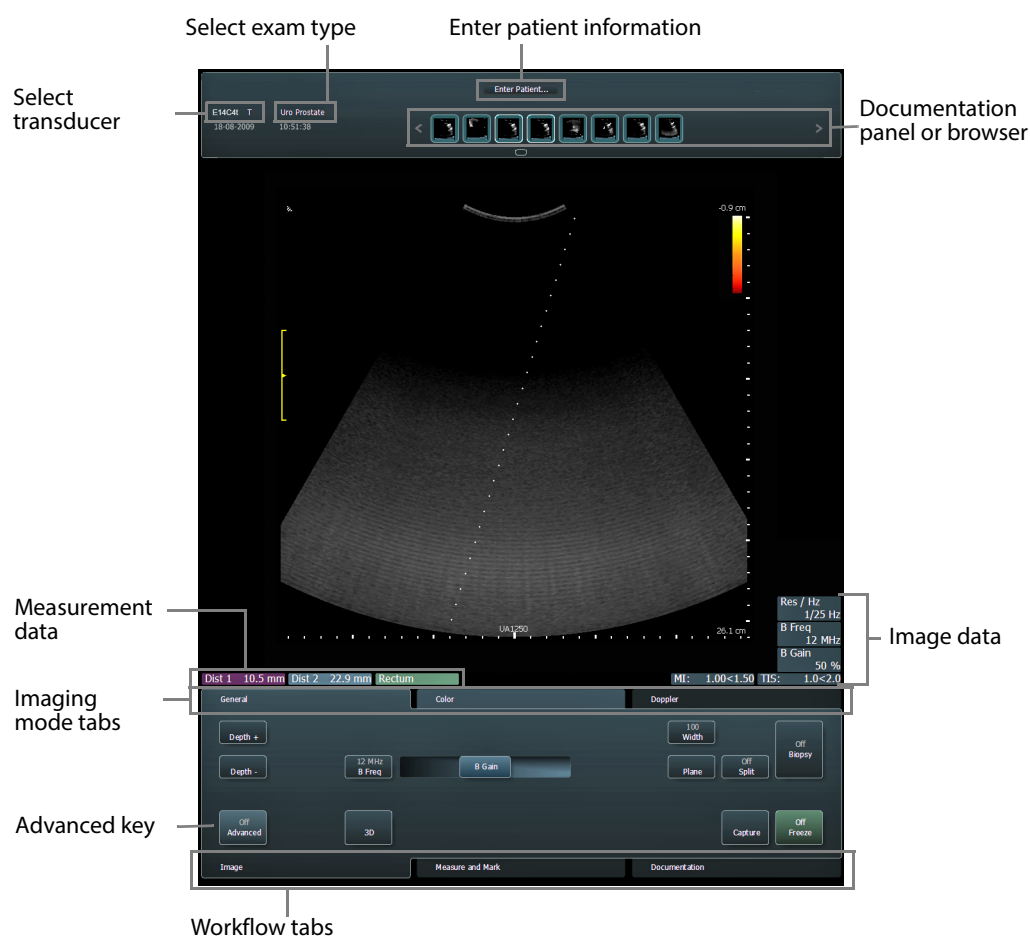 Select exam type
Enter patient information
Select
transducer
Documentation
panel or browser
Enter Patient...
E14C4t T
Uro Prostate
18-08-2009
10:51:38
<
>
-0.9 cm
UA1250
26.1 cm
Res / Hz
1/25 Hz
B Freq
12 MHz
B Gain
50 %
Image data
Measurement
data
Dist 1 10.5 mm
Dist 2 22.9 mm
Rectum
MI: 1.00<1.50
TIS: 1.0<2.0
Imaging
mode tabs
General
Color
Doppler
Depth +
100
Width
Off
Biopsy
Depth -
12 MHz
B Freq
B Gain
Plane
Off
Split
Advanced key
Off
Advanced
3D
Capture
Off
Freeze
Image
Measure and Mark
Documentation
Workflow tabs